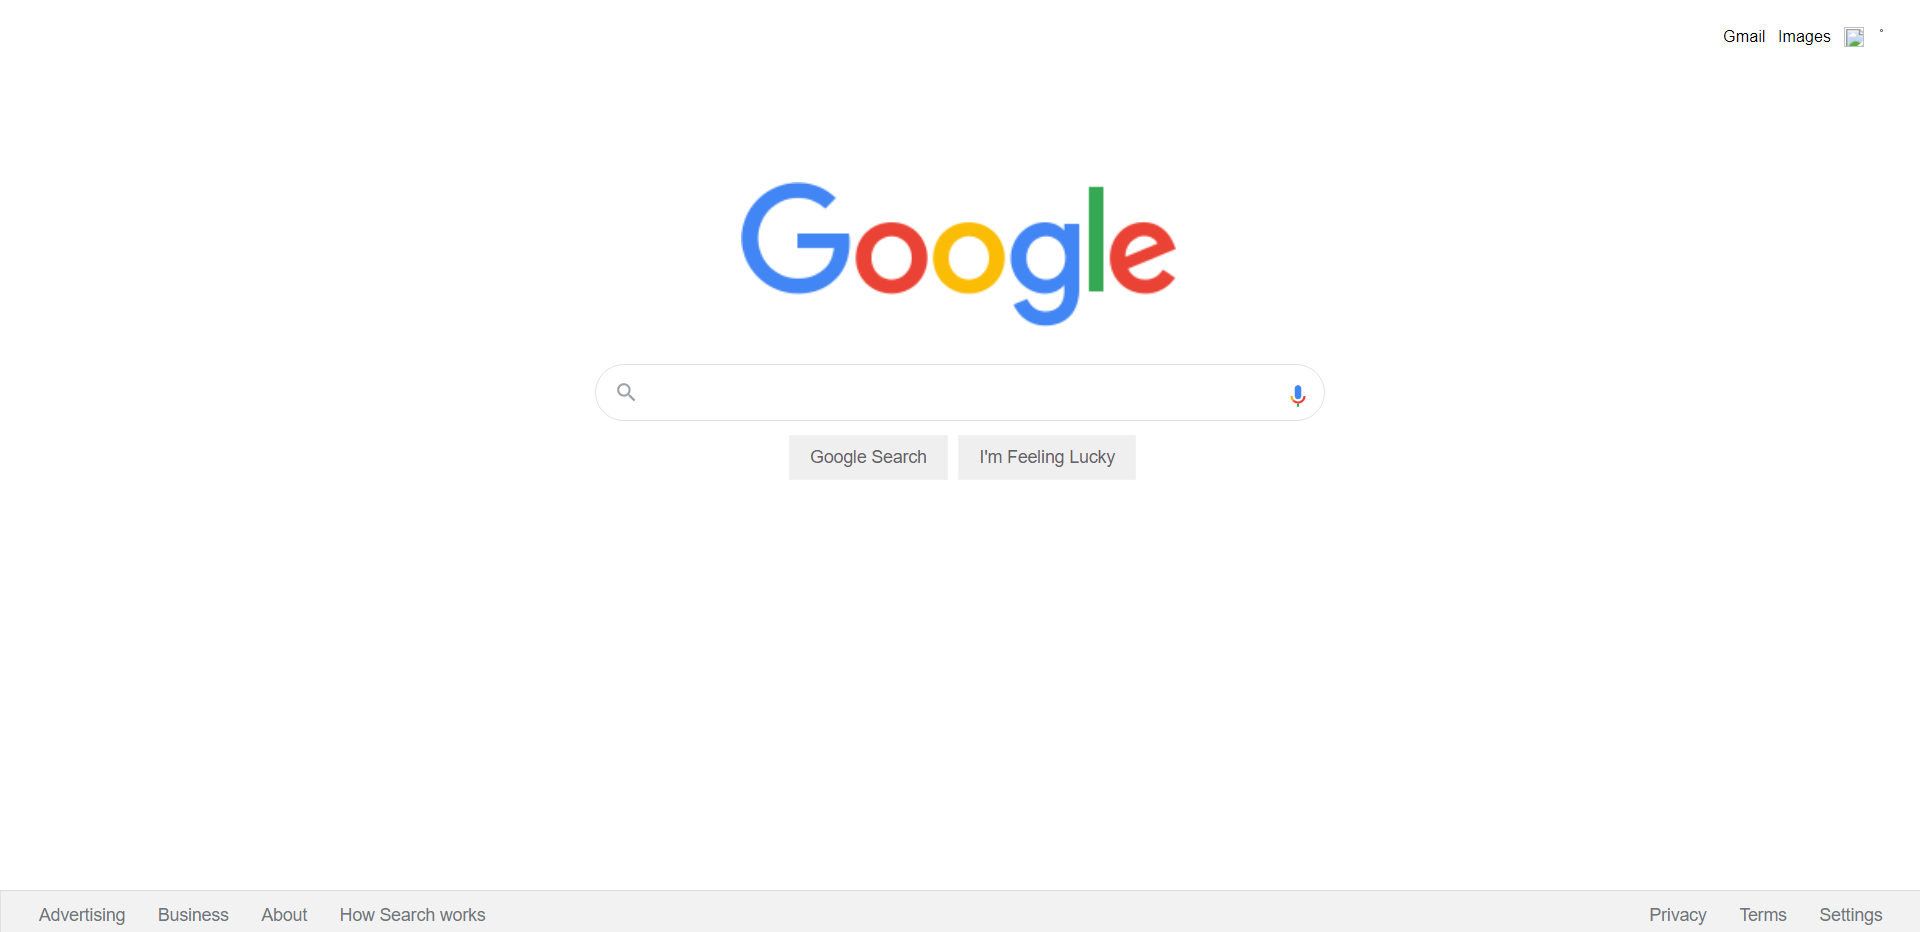 Gmail Images
Google
Google Search I'm Feeling Lucky
Advertising Business About How Search works Privacy Terms Settings